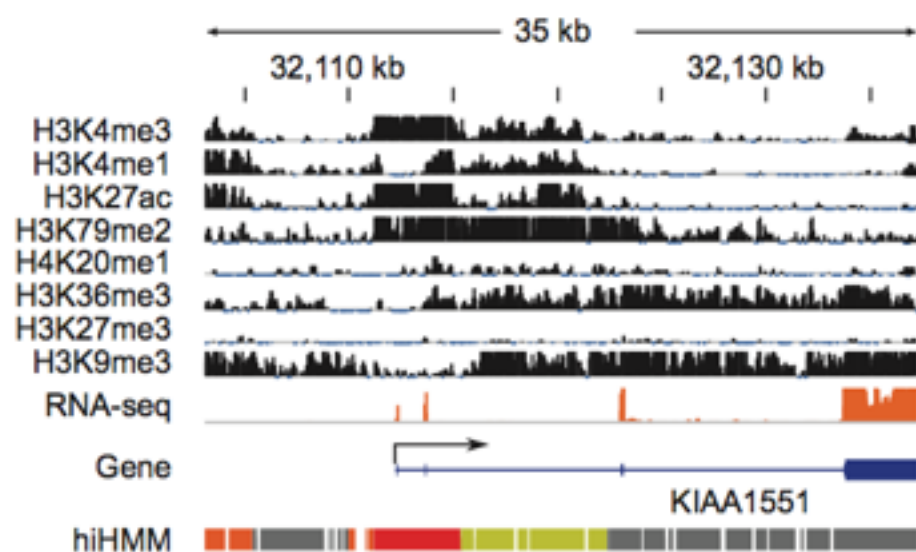 35 kb
32,110 kb 32,130 kb
H3K4me3
H3K4me1
H3K27ac
H3K79me2
H4K20me1
H3K36me3
H3K27me3
H3K9me3
RNA-seq
Gene
KIAA1551
hiHMM